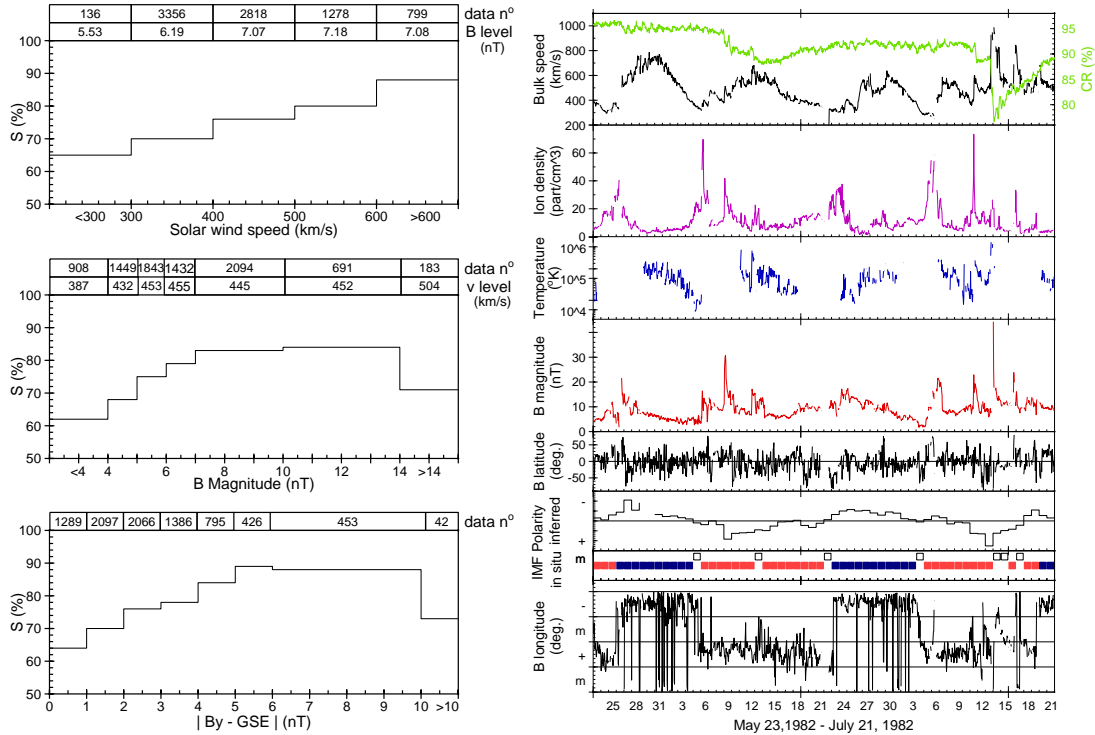 136 3356 2818 1278 799 data nº
5.53 6.19 7.07 7.18 7.08 B level
(nT)
100
90
80
70
60
50
S (%)
<300 300 400 500 600 >600
Solar wind speed (km/s)
908 1449 1843 1432 2094 691 183 data nº
387 432 453 455 445 452 504 v level
(km/s)
100
90
80
70
60
50
S (%)
<4 4 6 8 10 12 14 >14
B Magnitude (nT)
1289 2097 2066 1386 795 426 453 42 data nº
100
90
80
70
60
50
S (%)
0 1 2 3 4 5 6 7 8 9 10 >10
| By - GSE | (nT)
1000
800
600
400
200
Bulk speed
(km/s)
95
90
85
80
CR (%)
80
60
40
20
0
Ion density
(part/cm^3)
10^6
10^5
10^4
Temperature
(ºK)
30
20
10
0
B magnitude
(nT)
50
0
-50
B latitude
(deg.)
-
+
m
IMF Polarity
in situ inferred
-
m
+
m
B longitude
(deg.)
25 28 31 3 6 9 12 15 18 21 24 27 30 3 6 9 12 15 18 21
May 23,1982 - July 21, 1982